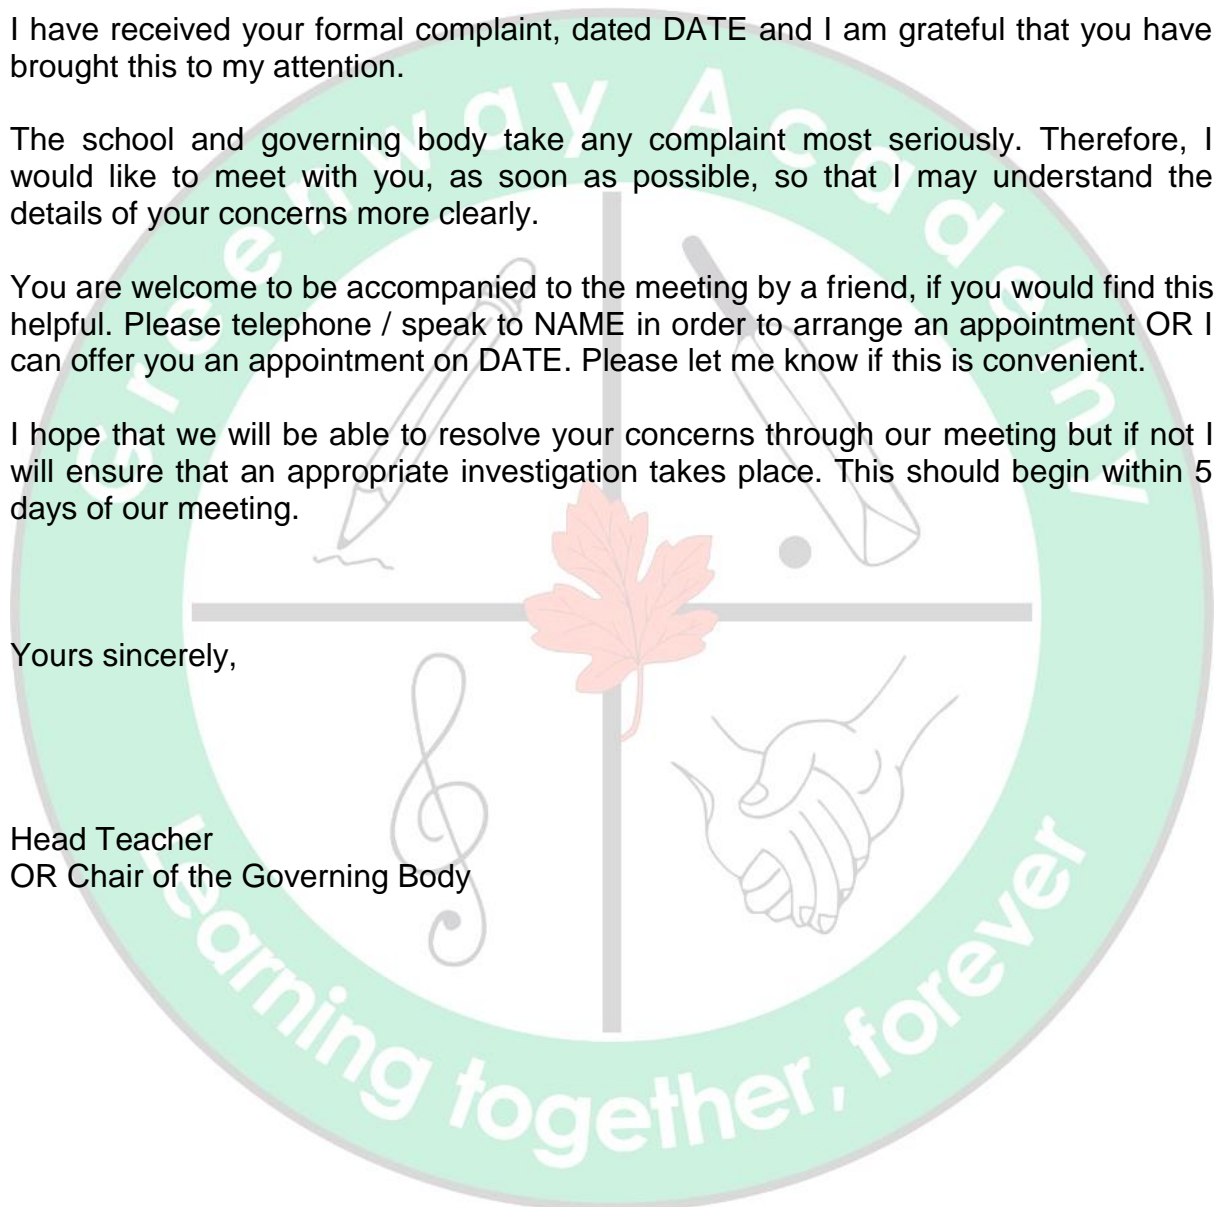 I have received your formal complaint, dated DATE and I am grateful that you have
brought this to my attention.
The school and governing body take any complaint most seriously. Therefore, I
would like to meet with you, as soon as possible, so that I may understand the
details of your concerns more clearly.
You are welcome to be accompanied to the meeting by a friend, if you would find this
helpful. Please telephone / speak to NAME in order to arrange an appointment OR I
can offer you an appointment on DATE. Please let me know if this is convenient.
I hope that we will be able to resolve your concerns through our meeting but if not I
will ensure that an appropriate investigation takes place. This should begin within 5
days of our meeting.
Yours sincerely,
Head Teacher
OR Chair of the Governing Body
Greenway Academy
Learning together, forever